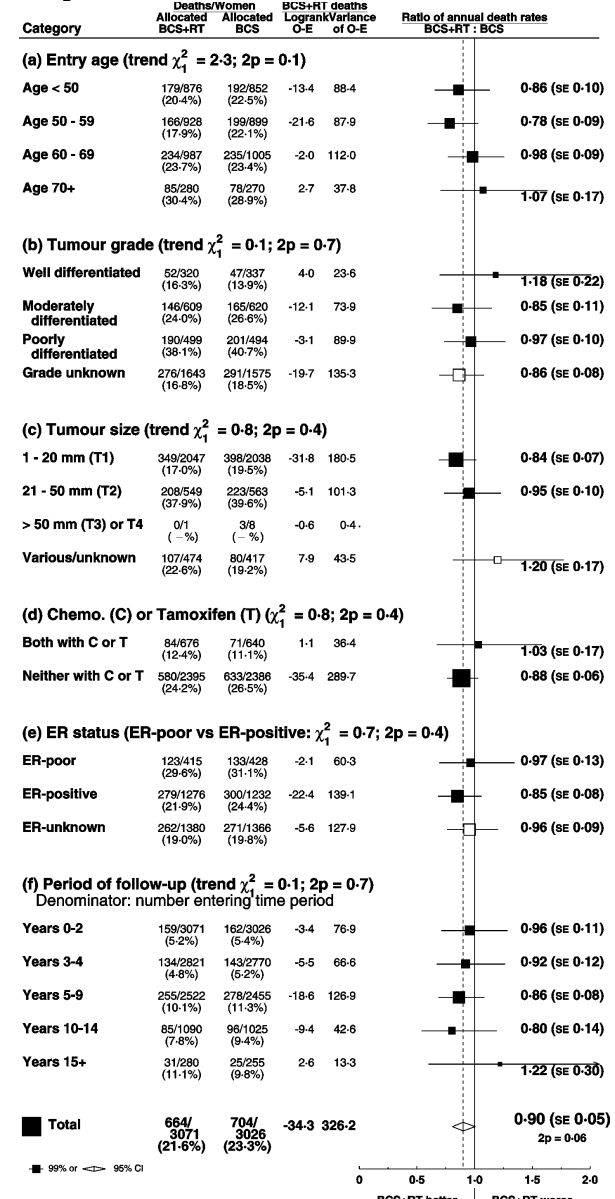 Deaths/Women BCS+RT deaths
Allocated Allocated Logrank Variance Ratio of annual death rates
Category BCS+RT BCS O-E of O-E BCS+RT : BCS
(a) Entry age (trend χ²₁ = 2·3; 2p = 0·1)
Age < 50 179/876 192/852 -13·4 88·4 0·86 (SE 0·10)
(20·4%) (22·5%)
Age 50 - 59 166/928 199/899 -21·6 87·9 0·78 (SE 0·09)
(17·9%) (22·1%)
Age 60 - 69 234/987 235/1005 -2·0 112·0 0·98 (SE 0·09)
(23·7%) (23·4%)
Age 70+ 85/280 78/270 2·7 37·8 1·07 (SE 0·17)
(30·4%) (28·9%)
(b) Tumour grade (trend χ²₁ = 0·1; 2p = 0·7)
Well differentiated 52/320 47/337 4·0 23·6 1·18 (SE 0·22)
(16·3%) (13·9%)
Moderately 146/609 165/620 -12·1 73·9 0·85 (SE 0·11)
differentiated (24·0%) (26·6%)
Poorly 190/499 201/494 -3·1 89·9 0·97 (SE 0·10)
differentiated (38·1%) (40·7%)
Grade unknown 276/1643 291/1575 -19·7 135·3 0·86 (SE 0·08)
(16·8%) (18·5%)
(c) Tumour size (trend χ²₁ = 0·8; 2p = 0·4)
1 - 20 mm (T1) 349/2047 398/2038 -31·8 180·5 0·84 (SE 0·07)
(17·0%) (19·5%)
21 - 50 mm (T2) 208/549 223/563 -5·1 101·3 0·95 (SE 0·10)
(37·9%) (39·6%)
> 50 mm (T3) or T4 0/1 3/8 -0·6 0·4
( – %) ( – %)
Various/unknown 107/474 80/417 7·9 43·5 1·20 (SE 0·17)
(22·6%) (19·2%)
(d) Chemo. (C) or Tamoxifen (T) (χ²₁ = 0·8; 2p = 0·4)
Both with C or T 84/676 71/640 1·1 36·4 1·03 (SE 0·17)
(12·4%) (11·1%)
Neither with C or T 580/2395 633/2386 -35·4 289·7 0·88 (SE 0·06)
(24·2%) (26·5%)
(e) ER status (ER-poor vs ER-positive: χ²₁ = 0·7; 2p = 0·4)
ER-poor 123/415 133/428 -2·1 60·3 0·97 (SE 0·13)
(29·6%) (31·1%)
ER-positive 279/1276 300/1232 -22·4 139·1 0·85 (SE 0·08)
(21·9%) (24·4%)
ER-unknown 262/1380 271/1366 -5·6 127·9 0·96 (SE 0·09)
(19·0%) (19·8%)
(f) Period of follow-up (trend χ²₁ = 0·1; 2p = 0·7)
Denominator: number entering time period
Years 0-2 159/3071 162/3026 -3·4 76·9 0·96 (SE 0·11)
(5·2%) (5·4%)
Years 3-4 134/2821 143/2770 -5·5 66·6 0·92 (SE 0·12)
(4·8%) (5·2%)
Years 5-9 255/2522 278/2455 -18·6 126·9 0·86 (SE 0·08)
(10·1%) (11·3%)
Years 10-14 85/1090 96/1025 -9·4 42·6 0·80 (SE 0·14)
(7·8%) (9·4%)
Years 15+ 31/280 25/255 2·6 13·3 1·22 (SE 0·30)
(11·1%) (9·8%)
Total 664/ 704/ -34·3 326·2 0·90 (SE 0·05)
3071 3026 2p = 0·06
(21·6%) (23·3%)
99% or 95% CI
0 0·5 1·0 1·5 2·0
BCS+RT better BCS+RT worse